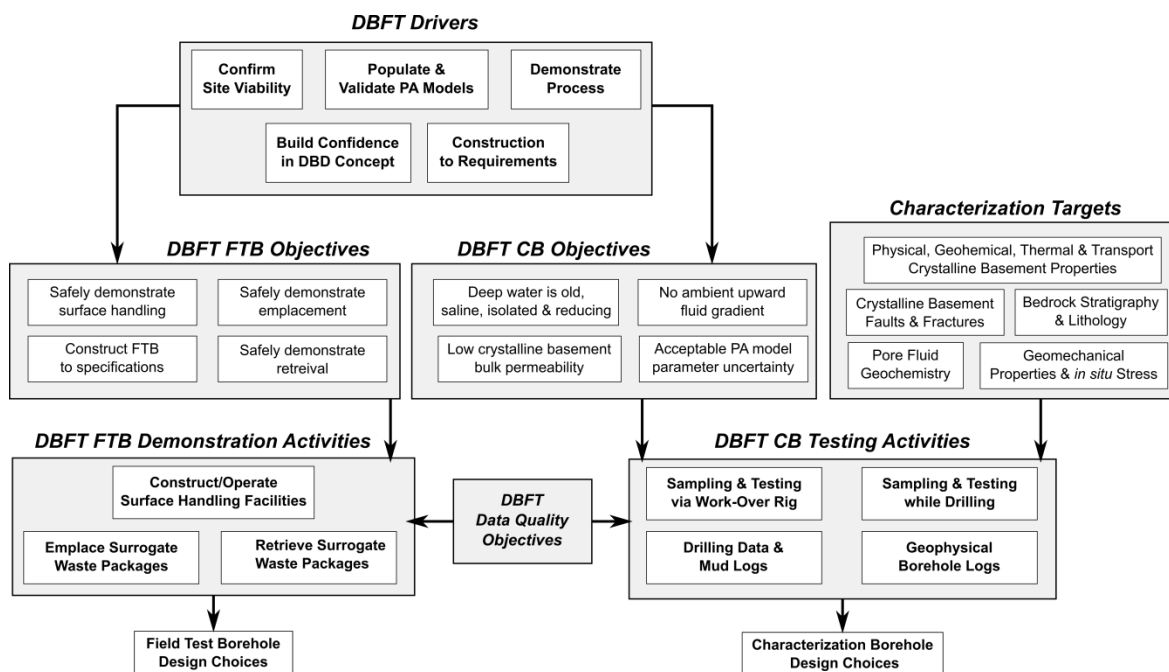 DBFT Drivers
Confirm
Site Viability
Populate &
Validate PA Models
Demonstrate
Process
Build Confidence
in DBD Concept
Construction
to Requirements
DBFT FTB Objectives
Safely demonstrate
surface handling
Safely demonstrate
emplacement
Construct FTB
to specifications
Safely demonstrate
retreival
DBFT CB Objectives
Deep water is old,
saline, isolated & reducing
No ambient upward
fluid gradient
Low crystalline basement
bulk permeability
Acceptable PA model
parameter uncertainty
Characterization Targets
Physical, Geohemical, Thermal & Transport
Crystalline Basement Properties
Crystalline Basement
Faults & Fractures
Bedrock Stratigraphy
& Lithology
Pore Fluid
Geochemistry
Geomechanical
Properties & in situ Stress
DBFT FTB Demonstration Activities
Construct/Operate
Surface Handling Facilities
Emplace Surrogate
Waste Packages
Retrieve Surrogate
Waste Packages
DBFT
Data Quality
Objectives
DBFT CB Testing Activities
Sampling & Testing
via Work-Over Rig
Sampling & Testing
while Drilling
Drilling Data &
Mud Logs
Geophysical
Borehole Logs
Field Test Borehole
Design Choices
Characterization Borehole
Design Choices